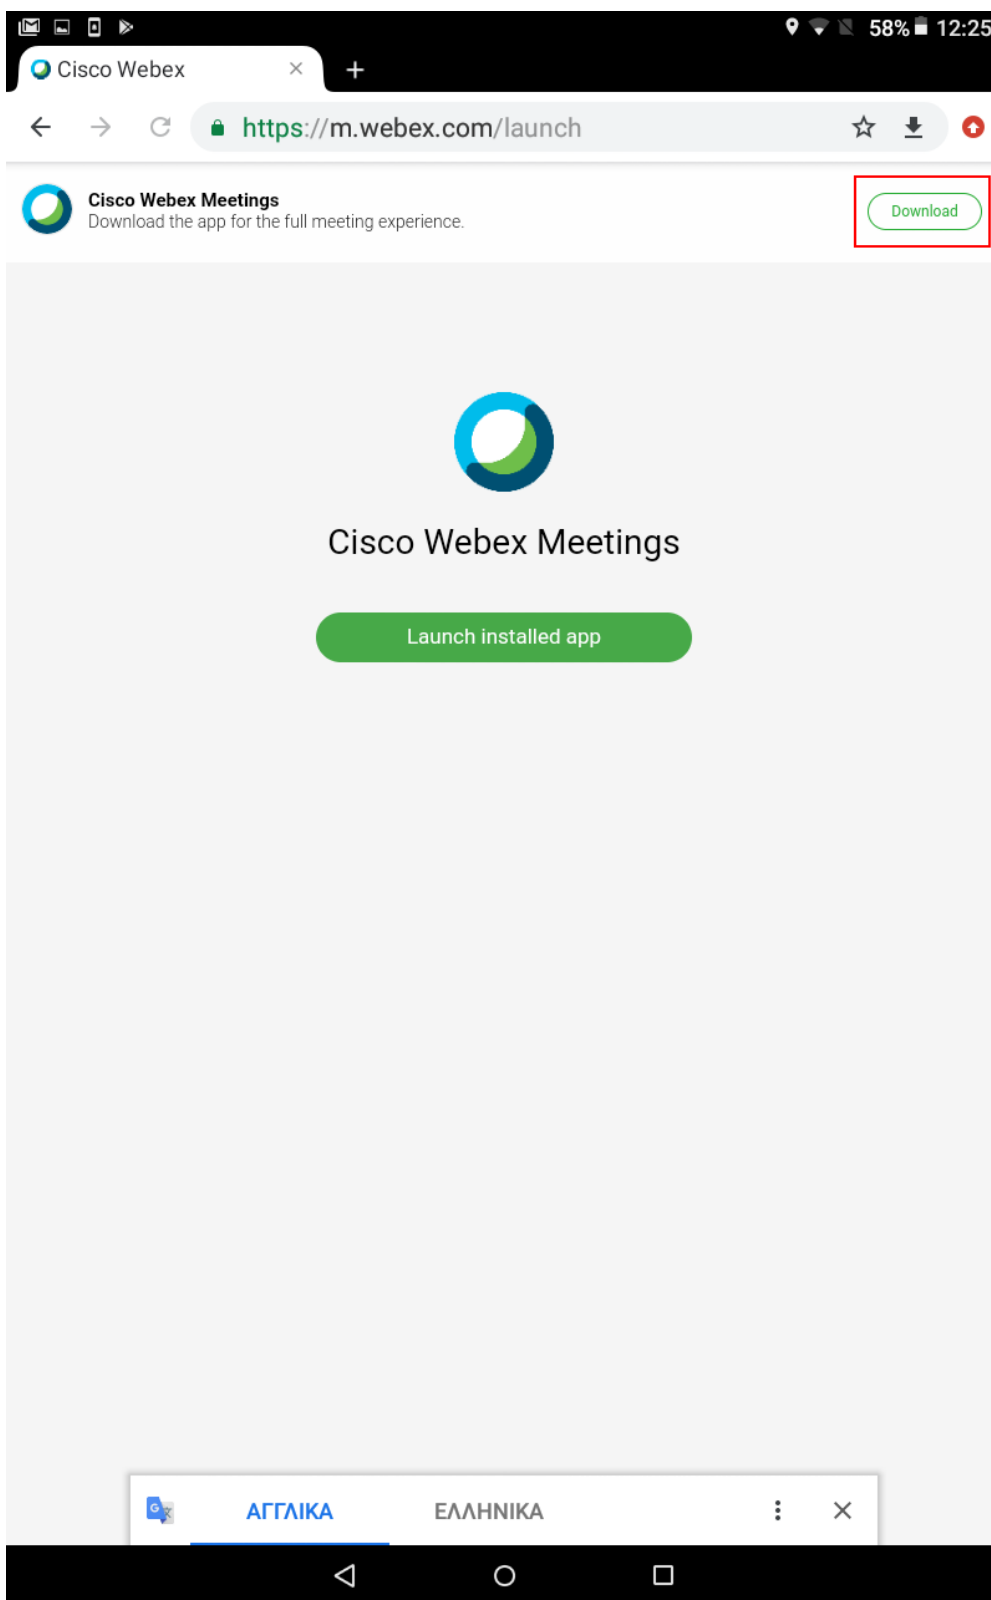 58% 12:25
Cisco Webex
https://m.webex.com/launch
Cisco Webex Meetings
Download the app for the full meeting experience.
Download
Cisco Webex Meetings
Launch installed app
ΑΓΓΛΙΚΑ ΕΛΛΗΝΙΚΑ